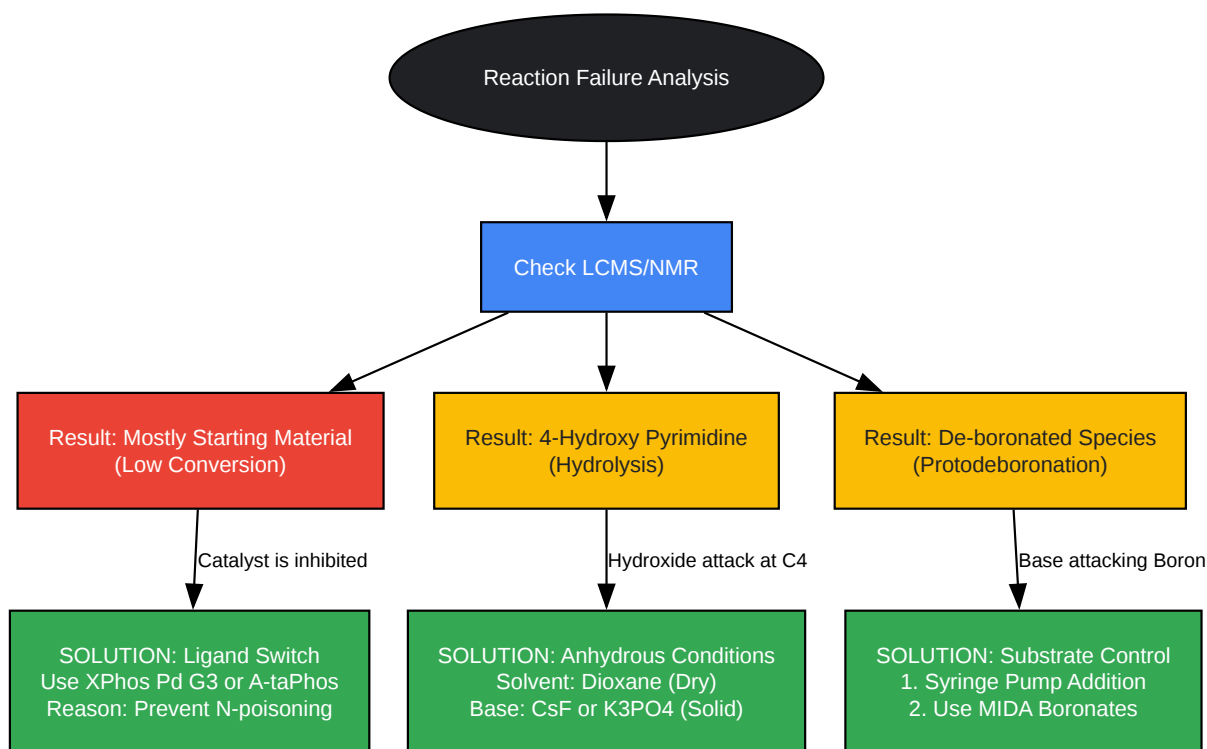 Reaction Failure Analysis
Check LCMS/NMR
Result: Mostly Starting Material
(Low Conversion)
Result: 4-Hydroxy Pyrimidine
(Hydrolysis)
Result: De-boronated Species
(Protodeboronation)
Catalyst is inhibited
Hydroxide attack at C4
Base attacking Boron
SOLUTION: Ligand Switch
Use XPhos Pd G3 or A-taPhos
Reason: Prevent N-poisoning
SOLUTION: Anhydrous Conditions
Solvent: Dioxane (Dry)
Base: CsF or K3PO4 (Solid)
SOLUTION: Substrate Control
1. Syringe Pump Addition
2. Use MIDA Boronates